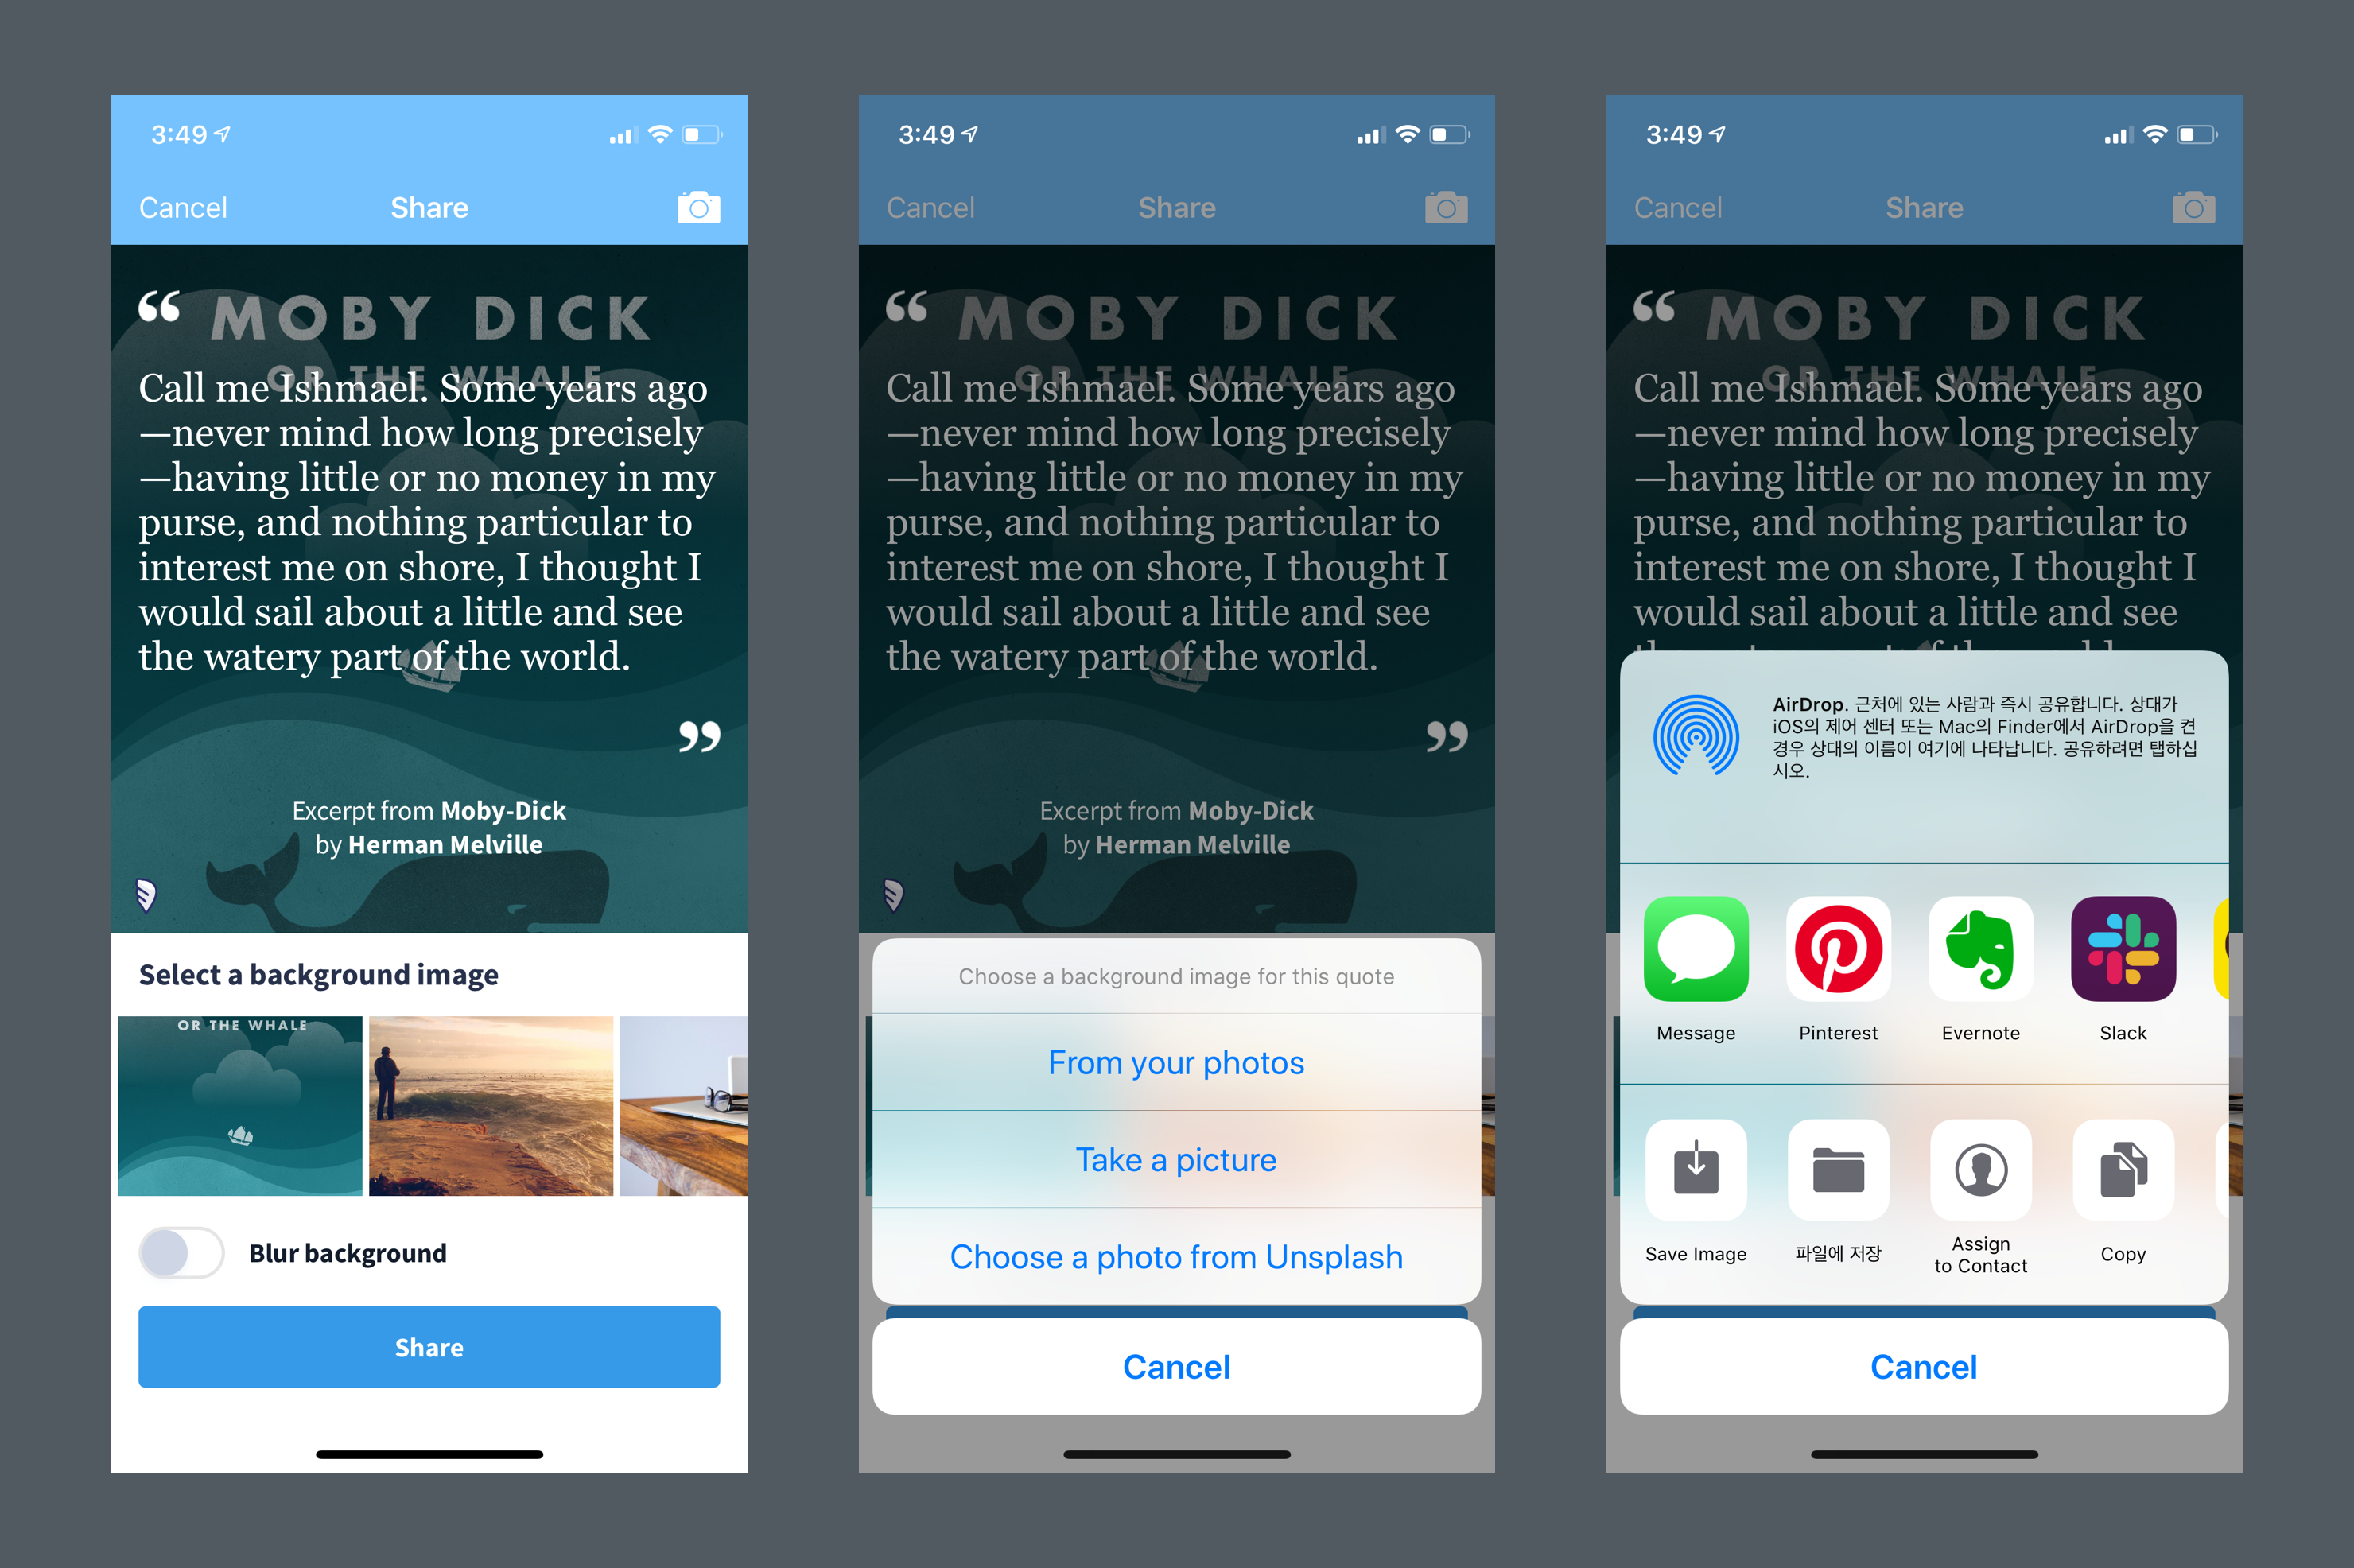 3:49
Cancel
Share
MOBY DICK
OR THE WHALE
“
Call me Ishmael. Some years ago
—never mind how long precisely
—having little or no money in my
purse, and nothing particular to
interest me on shore, I thought I
would sail about a little and see
the watery part of the world.
”
Excerpt from Moby-Dick
by Herman Melville
Select a background image
OR THE WHALE
Blur background
Share
3:49
Cancel
Share
MOBY DICK
OR THE WHALE
“
Call me Ishmael. Some years ago
—never mind how long precisely
—having little or no money in my
purse, and nothing particular to
interest me on shore, I thought I
would sail about a little and see
the watery part of the world.
”
Excerpt from Moby-Dick
by Herman Melville
Choose a background image for this quote
From your photos
Take a picture
Choose a photo from Unsplash
Cancel
3:49
Cancel
Share
MOBY DICK
OR THE WHALE
“
Call me Ishmael. Some years ago
—never mind how long precisely
—having little or no money in my
purse, and nothing particular to
interest me on shore, I thought I
would sail about a little and see
AirDrop. 근처에 있는 사람과 즉시 공유합니다. 상대가
iOS의 제어 센터 또는 Mac의 Finder에서 AirDrop을 켠
경우 상대의 이름이 여기에 나타납니다. 공유하려면 탭하십
시오.
Message
Pinterest
Evernote
Slack
Save Image
파일에 저장
Assign
to Contact
Copy
Cancel